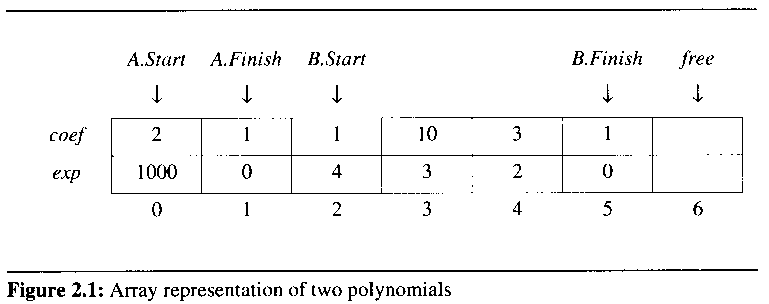 A.Start A.Finish B.Start B.Finish free
↓ ↓ ↓ ↓ ↓
coef 2 1 1 10 3 1
exp 1000 0 4 3 2 0
0 1 2 3 4 5 6
Figure 2.1: Array representation of two polynomials